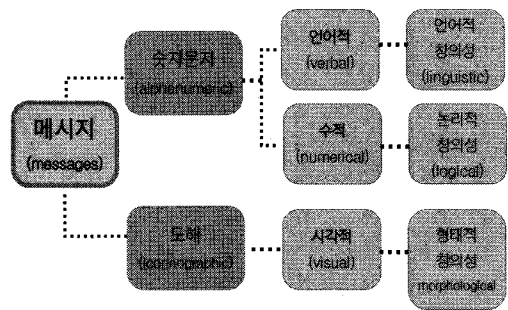 메시지
(messages)
숫자문자
(alphanumeric)
언어적
(verbal)
언어적
창의성
(linguistic)
수적
(numerical)
논리적
창의성
(logical)
도해
(iconographic)
시각적
(visual)
형태적
창의성
morphological